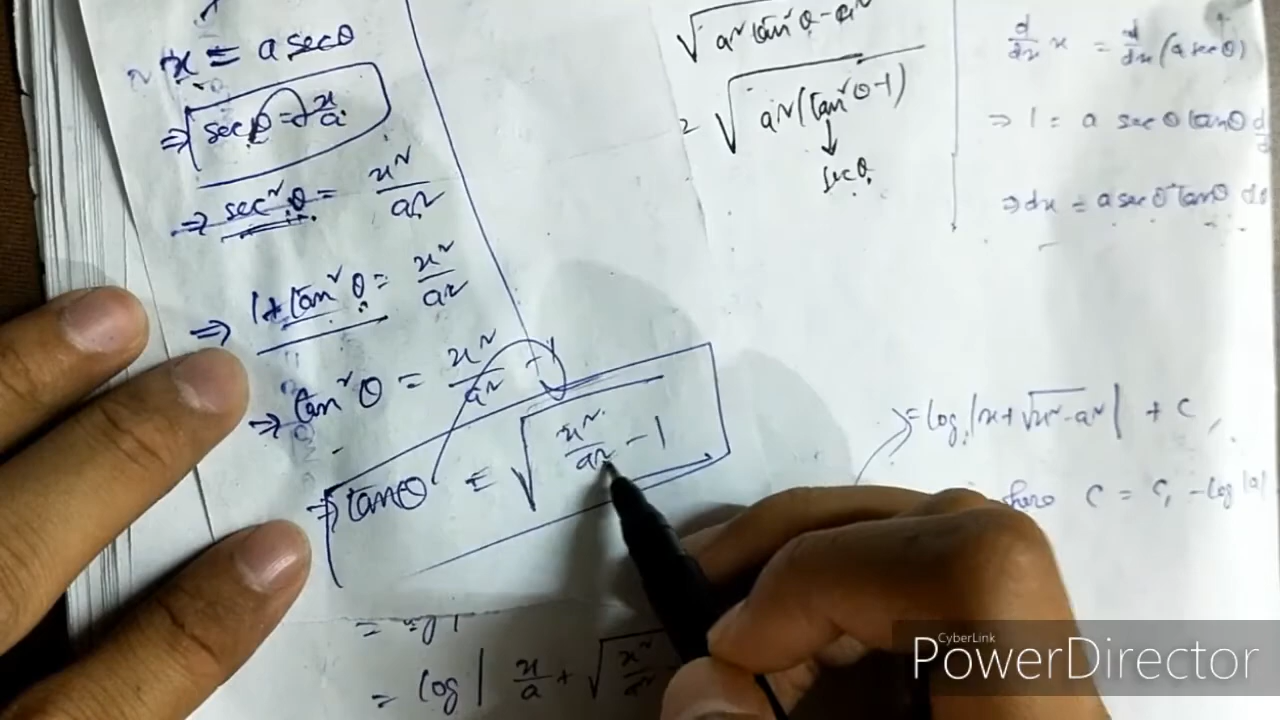 x = a secθ
⇒ secθ = x/a
⇒ sec²θ = x²/a²
⇒ 1+tan²θ = x²/a²
⇒ tan²θ = x²/a² - 1
⇒ tanθ = √(x²/a² - 1)
= log | x/a + √(x²/a²
√(a²tan²θ - a²)
= √(a²(tan²θ-1))
↓
secθ
d/dx x = d/dx (a secθ)
⇒ 1 = a secθ tanθ
⇒ dx = a secθ tanθ dθ
= log |x+√(x²-a²)| + C
where C = C₁ - log |a|
CyberLink
PowerDirector